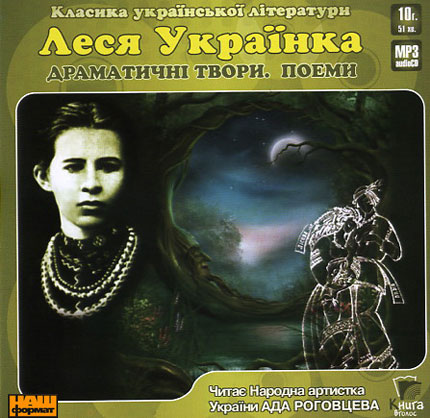 Класика української літератури
Леся Українка
ДРАМАТИЧНІ ТВОРИ. ПОЕМИ
10г.
51 хв.
MP3
audioCD
Читає Народна артистка
України АДА РОГОВЦЕВА
НАШ
формат
Книга
вголос